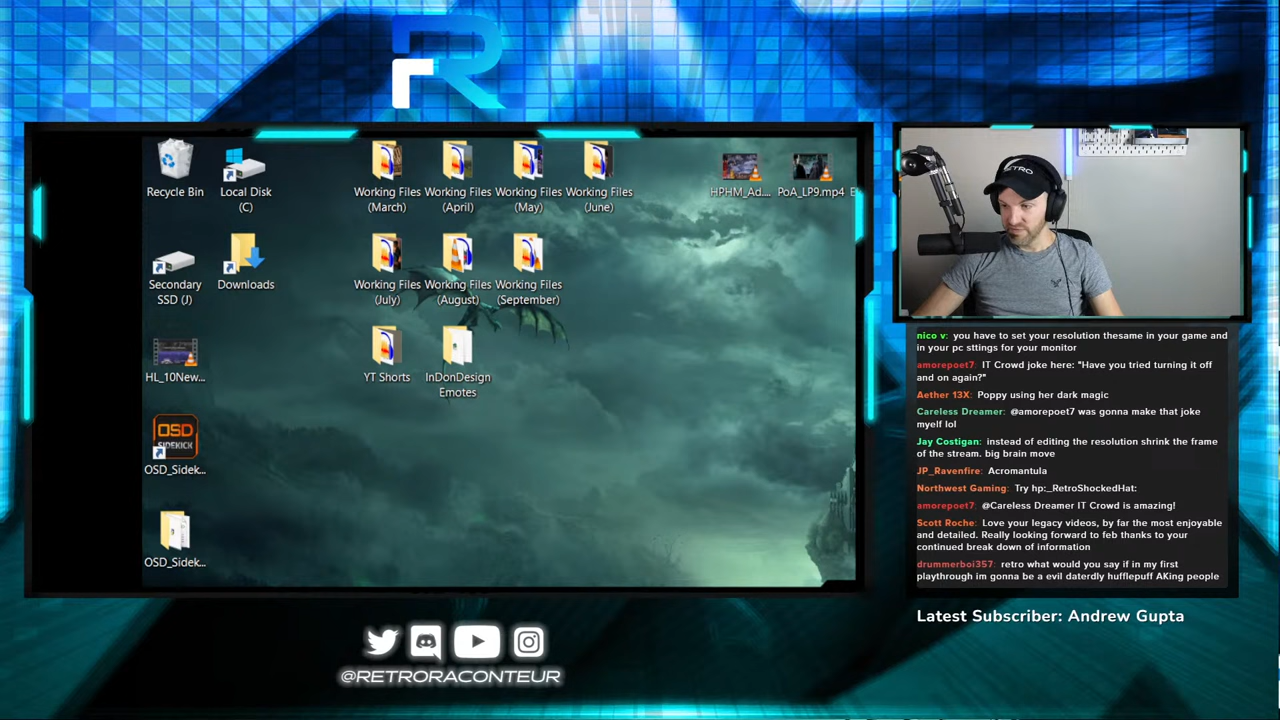 Recycle Bin
Local Disk
(C)
Working Files
(March)
Working Files
(April)
Working Files
(May)
Working Files
(June)
HPHM_Ad....
PoA_LP9.mp4
E
Secondary
SSD (J)
Downloads
Working Files
(July)
Working Files
(August)
Working Files
(September)
HL_10New...
YT Shorts
InDonDesign
Emotes
OSD
SIDEKICK
OSD_Sidek...
OSD_Sidek...
RETRO
nico v: you have to set your resolution thesame in your game and
in your pc sttings for your monitor
amorepoet7: IT Crowd joke here: "Have you tried turning it off
and on again?"
Aether 13X: Poppy using her dark magic
Careless Dreamer: @amorepoet7 was gonna make that joke
myelf lol
Jay Costigan: instead of editing the resolution shrink the frame
of the stream. big brain move
JP_Ravenfire: Acromantula
Northwest Gaming: Try hp:_RetroShockedHat:
amorepoet7: @Careless Dreamer IT Crowd is amazing!
Scott Roche: Love your legacy videos, by far the most enjoyable
and detailed. Really looking forward to feb thanks to your
continued break down of information
drummerboi357: retro what would you say if in my first
playthrough im gonna be a evil daterdly hufflepuff AKing people
Latest Subscriber: Andrew Gupta
@RETRORACONTEUR